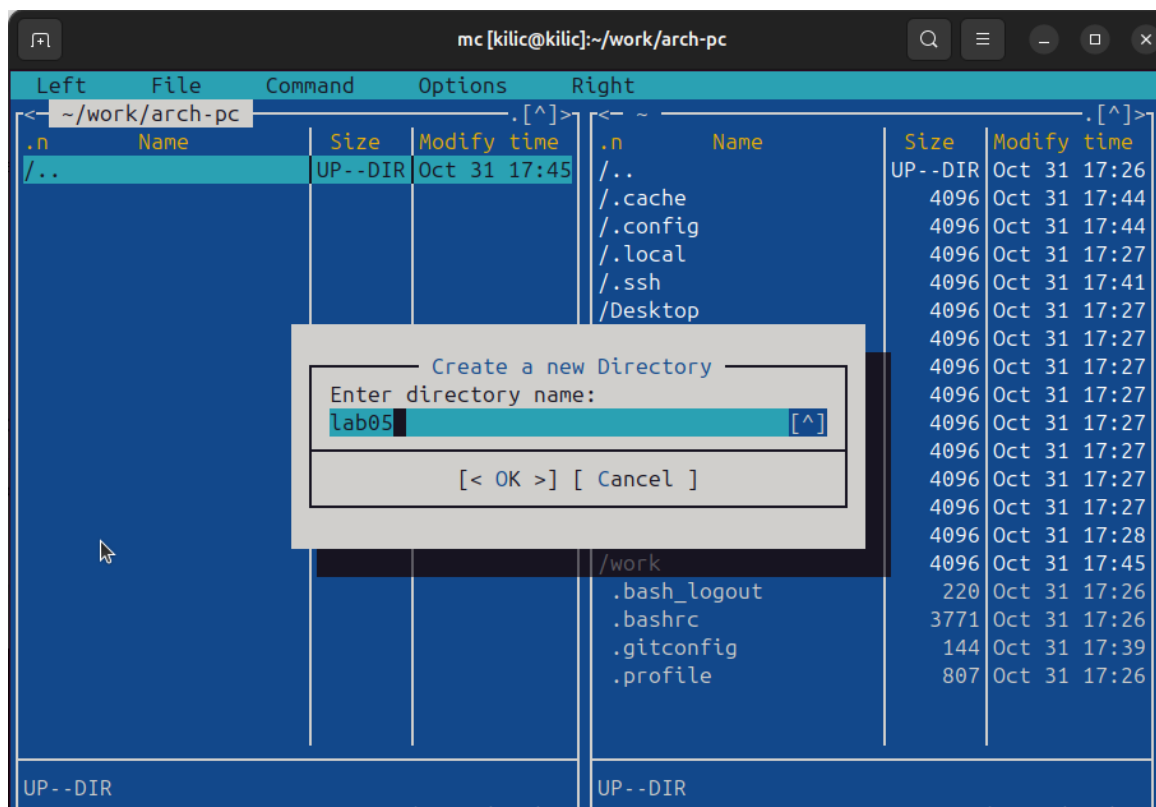 mc [kilic@kilic]:~/work/arch-pc
Left File Command Options Right
<─ ~/work/arch-pc .[^]>
.n Name Size Modify time
/.. UP--DIR Oct 31 17:45
UP--DIR
<─ ~ .[^]>
.n Name Size Modify time
/.. UP--DIR Oct 31 17:26
/.cache 4096 Oct 31 17:44
/.config 4096 Oct 31 17:44
/.local 4096 Oct 31 17:27
/.ssh 4096 Oct 31 17:41
/Desktop 4096 Oct 31 17:27
4096 Oct 31 17:27
4096 Oct 31 17:27
4096 Oct 31 17:27
4096 Oct 31 17:27
4096 Oct 31 17:27
4096 Oct 31 17:27
4096 Oct 31 17:27
4096 Oct 31 17:28
/work 4096 Oct 31 17:45
.bash_logout 220 Oct 31 17:26
.bashrc 3771 Oct 31 17:26
.gitconfig 144 Oct 31 17:39
.profile 807 Oct 31 17:26
UP--DIR
Create a new Directory
Enter directory name:
lab05 [^]
[< OK >] [ Cancel ]